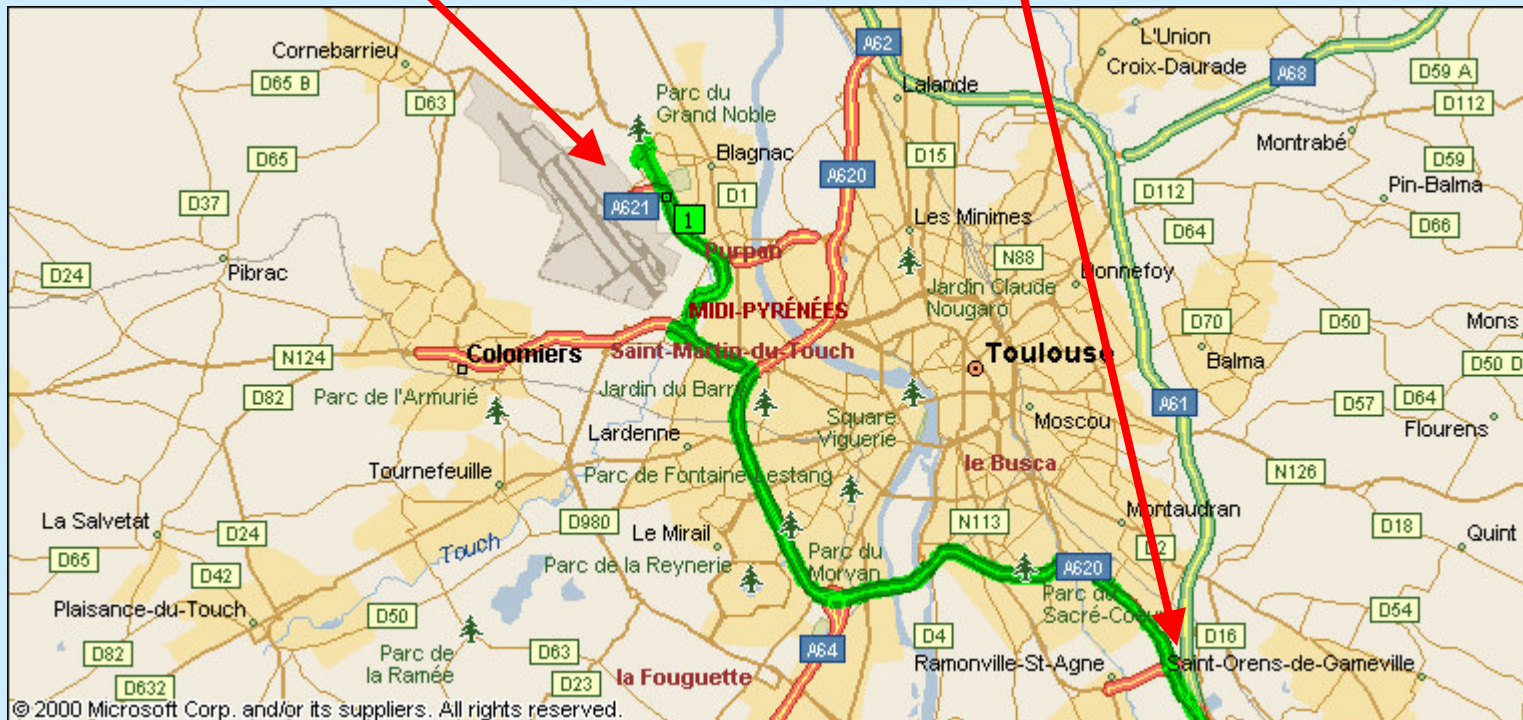 A62
L'Union
Cornebarrieu
Croix-Daurade
A68
D59 A
D65 B
Lalande
D63
Parc du
Grand Noble
D112
Montrabé
D65
Blagnac
D15
D59
A620
D1
D112
Pin-Balma
D37
A621
1
Les Minimes
D66
D64
Purpan
N88
D24
Pibrac
Bonnefoy
Jardin Claude
Nougaro
MIDI-PYRÉNÉES
D70
D50
Mons
N124
Colomiers
Saint-Martin-du-Touch
Toulouse
Balma
D50 D
Parc de l'Armurié
D82
Jardin du Barr
A61
D57
D64
Square
Viguerié
Moscou
Flourens
Lardenne
Tournefeuille
Parc de Fontaine Lestang
le Busca
N126
La Salvetat
D24
D980
Le Mirail
N113
Montaudran
D18
Quint
D65
Touch
Parc de la Reynerie
Parc du
Morvan
D2
A620
D42
Plaisance-du-Touch
D50
Parc du
Sacré-Coeur
D54
D82
Parc de
la Ramée
D63
A64
D4
D16
Ramonville-St-Agne
Saint-Orens-de-Gameville
D632
D23
la Fouguette
© 2000 Microsoft Corp. and/or its suppliers. All rights reserved.